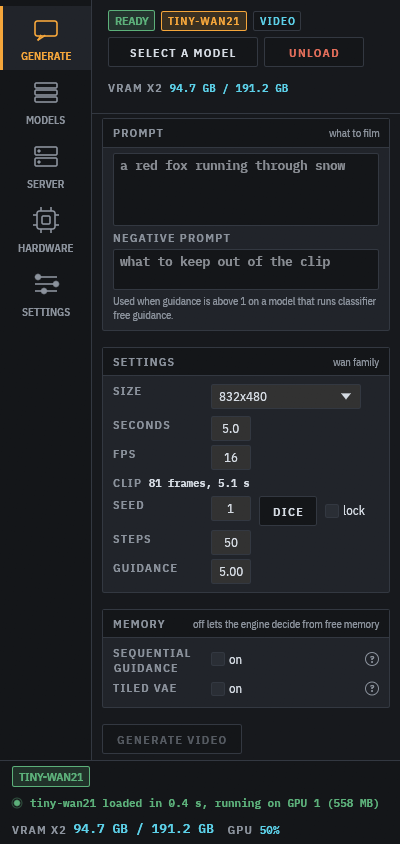 READY TINY-WAN21 VIDEO
SELECT A MODEL UNLOAD
VRAM X2 94.7 GB / 191.2 GB
GENERATE
MODELS
SERVER
HARDWARE
SETTINGS
PROMPT what to film
a red fox running through snow
NEGATIVE PROMPT
what to keep out of the clip
Used when guidance is above 1 on a model that runs classifier
free guidance.
SETTINGS wan family
SIZE 832x480
SECONDS 5.0
FPS 16
CLIP 81 frames, 5.1 s
SEED 1 DICE lock
STEPS 50
GUIDANCE 5.00
MEMORY off lets the engine decide from free memory
SEQUENTIAL
GUIDANCE on ?
TILED VAE on ?
GENERATE VIDEO
TINY-WAN21
tiny-wan21 loaded in 0.4 s, running on GPU 1 (558 MB)
VRAM X2 94.7 GB / 191.2 GB GPU 50%